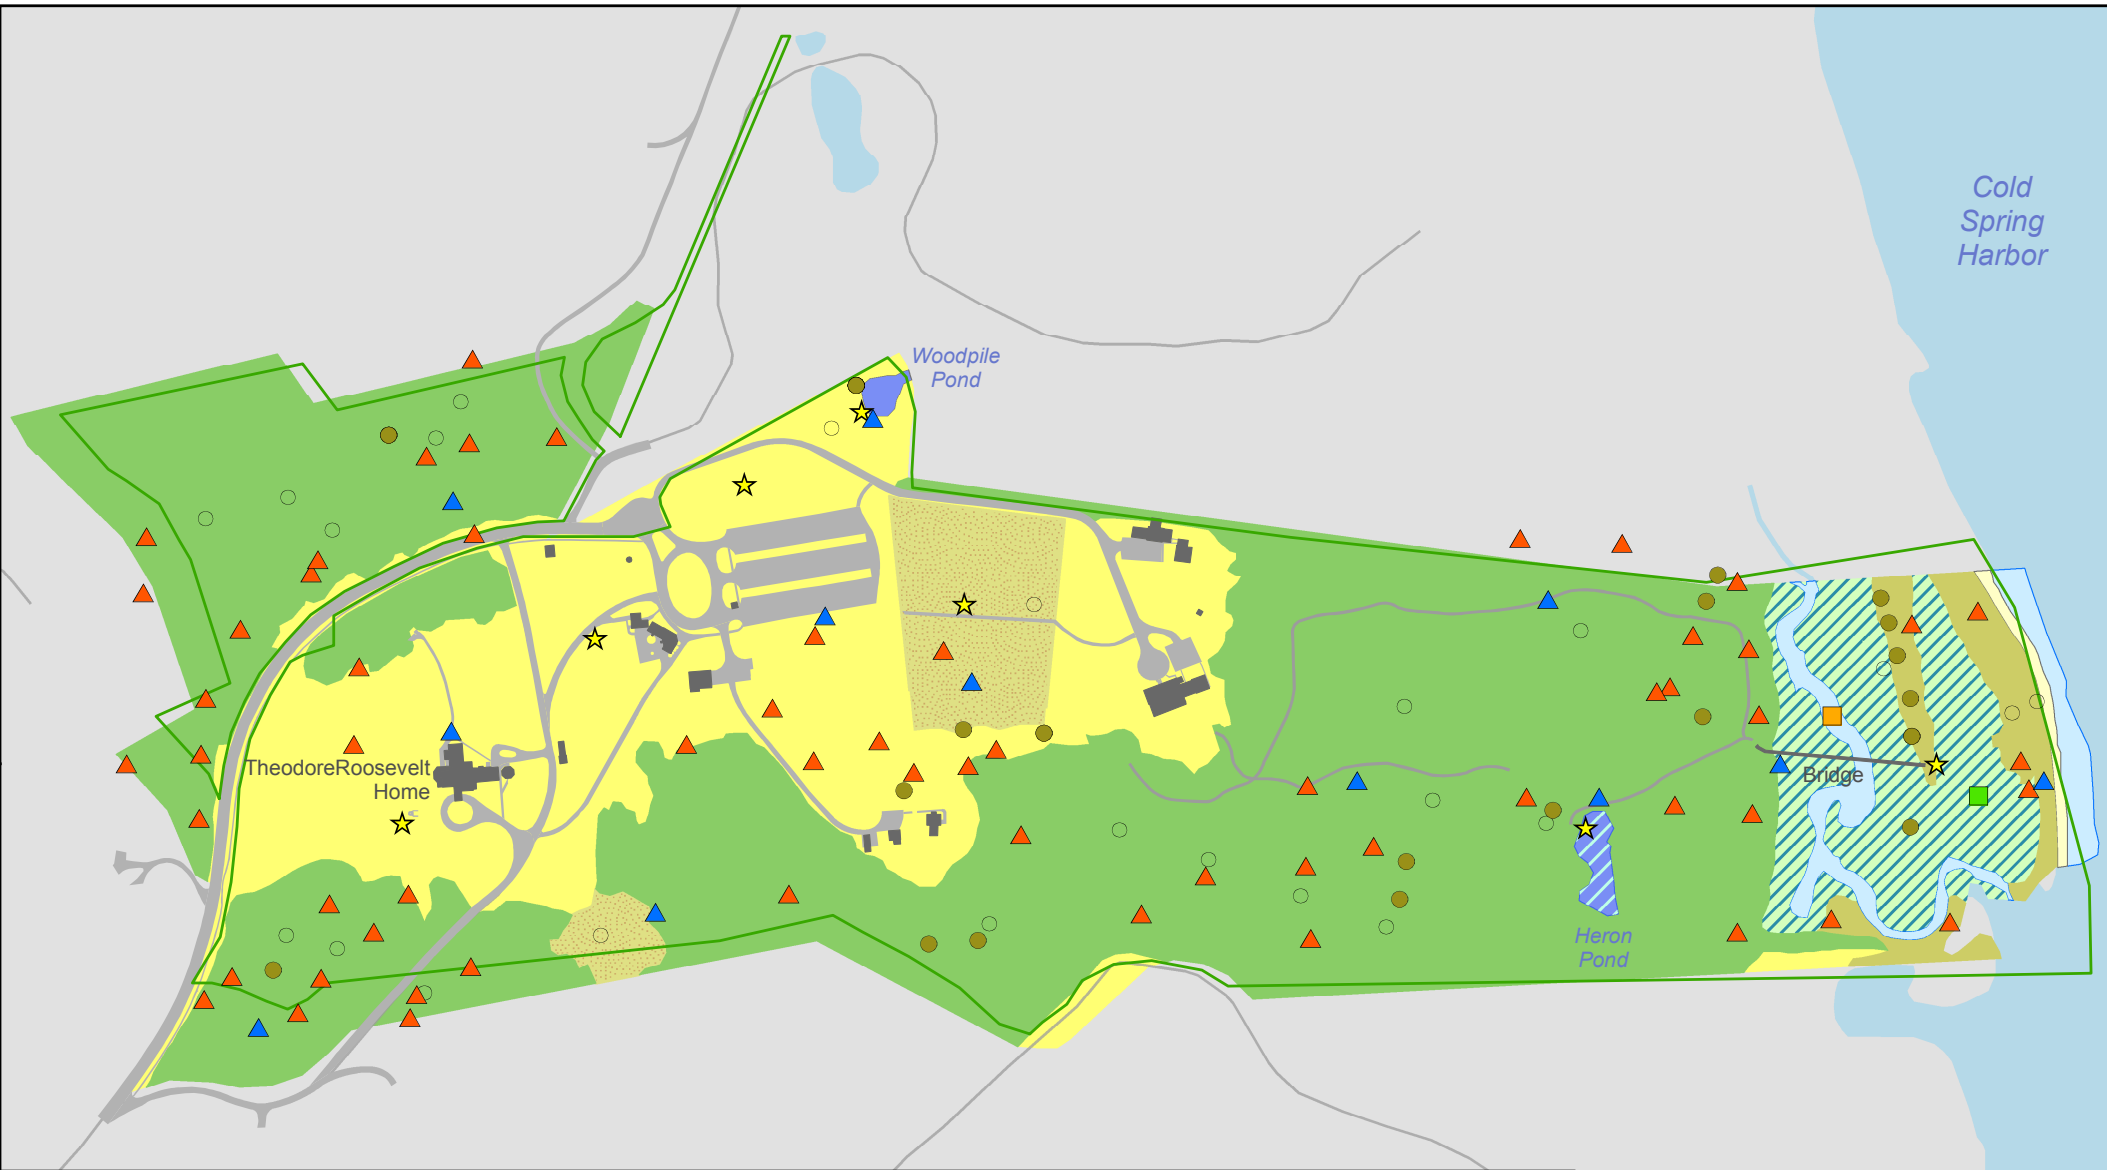 Cold
Spring
Harbor
Woodpile
Pond
TheodoreRoosevelt
Home
Bridge
Heron
Pond